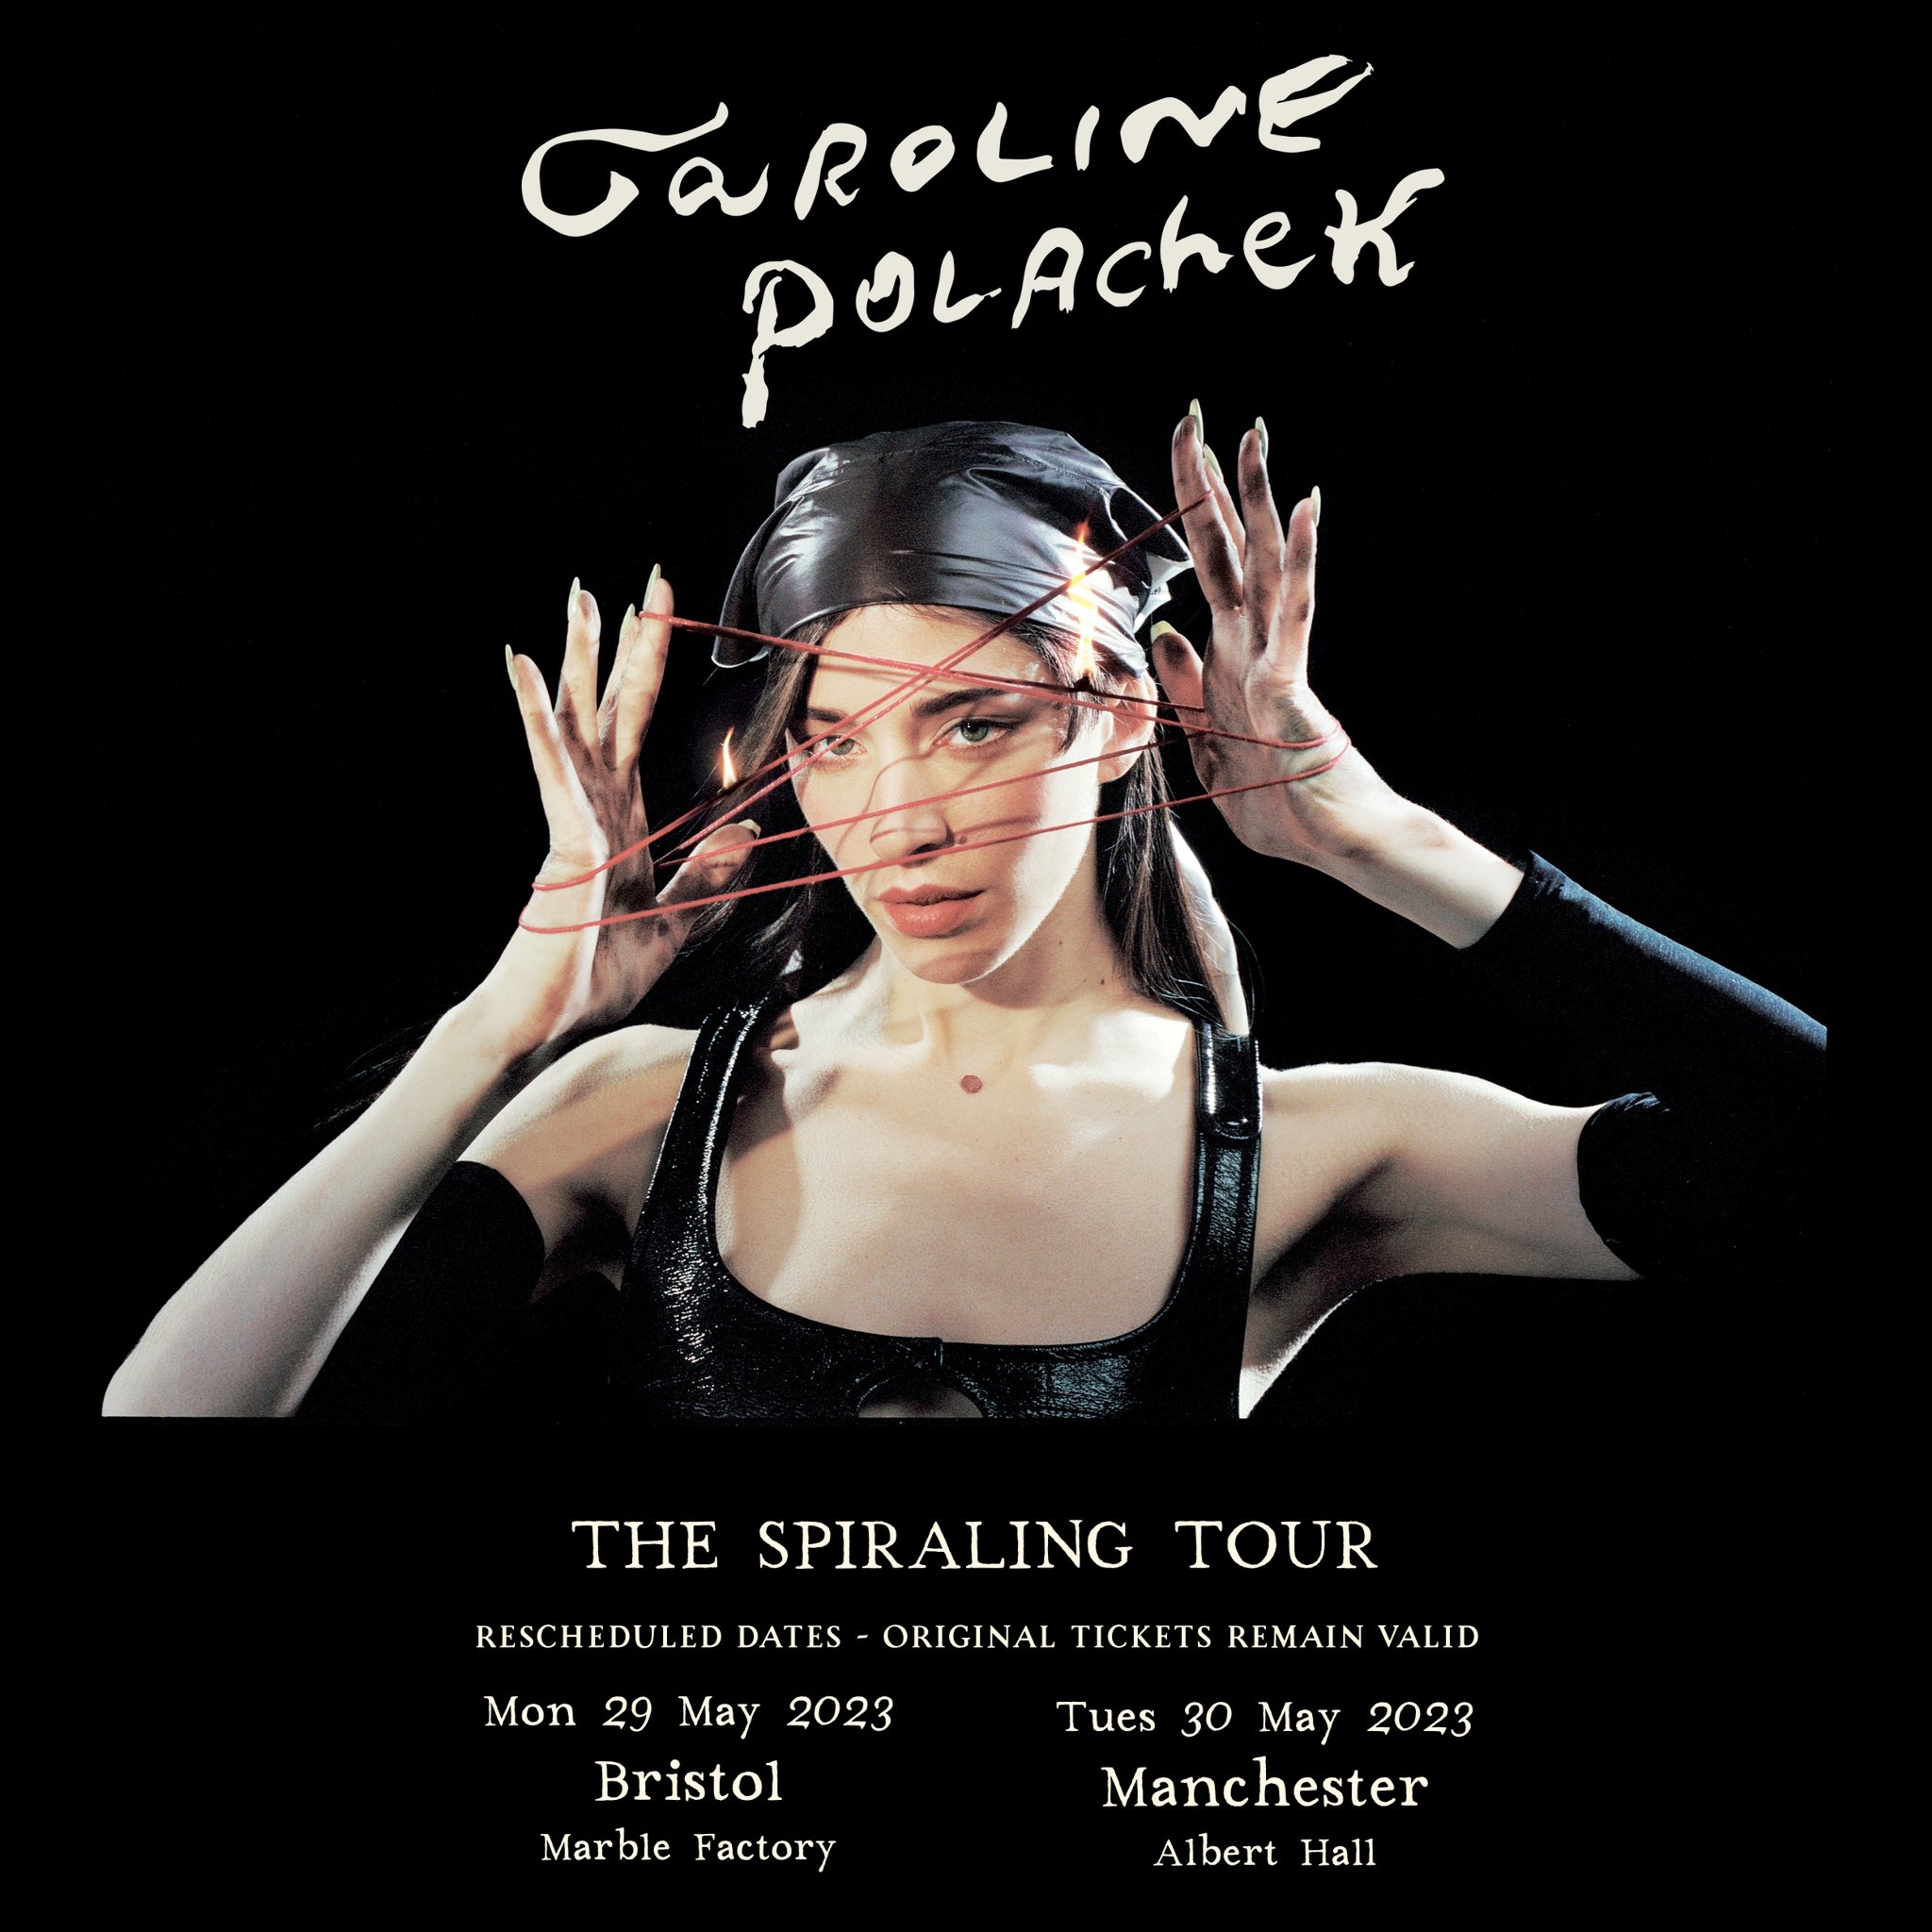 CAROLINE
POLACHEK
THE SPIRALING TOUR
RESCHEDULED DATES - ORIGINAL TICKETS REMAIN VALID
Mon 29 May 2023
Bristol
Marble Factory
Tues 30 May 2023
Manchester
Albert Hall